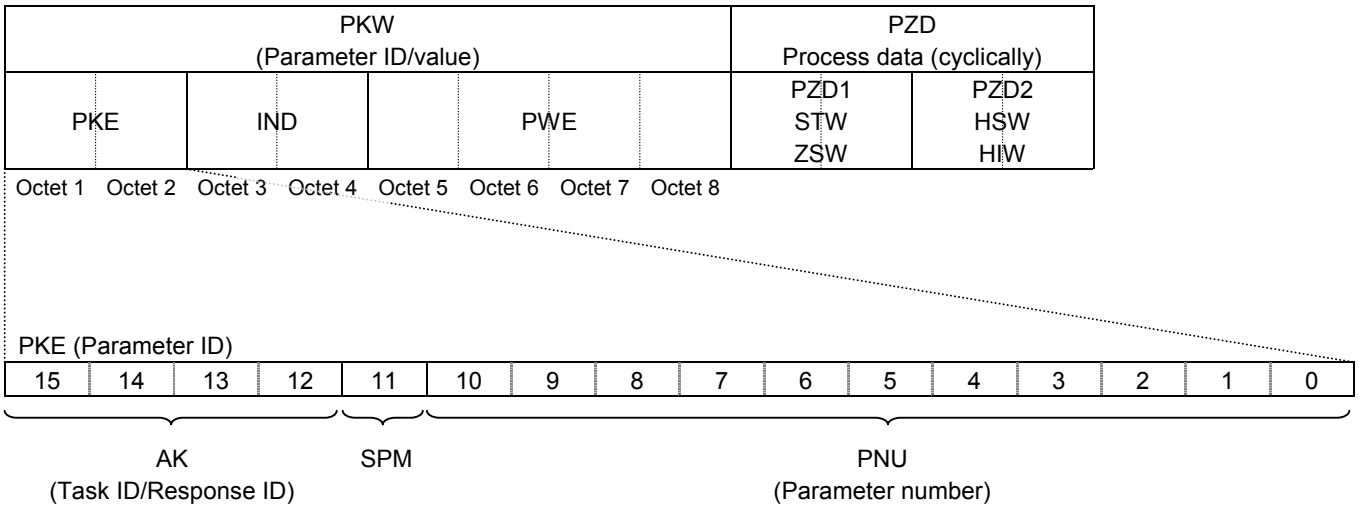 PKW
(Parameter ID/value)
PZD
Process data (cyclically)
PKE
IND
PWE
PZD1
STW
ZSW
PZD2
HSW
HIW
Octet 1 Octet 2 Octet 3 Octet 4 Octet 5 Octet 6 Octet 7 Octet 8
PKE (Parameter ID)
15 14 13 12 11 10 9 8 7 6 5 4 3 2 1 0
AK
(Task ID/Response ID)
SPM
PNU
(Parameter number)